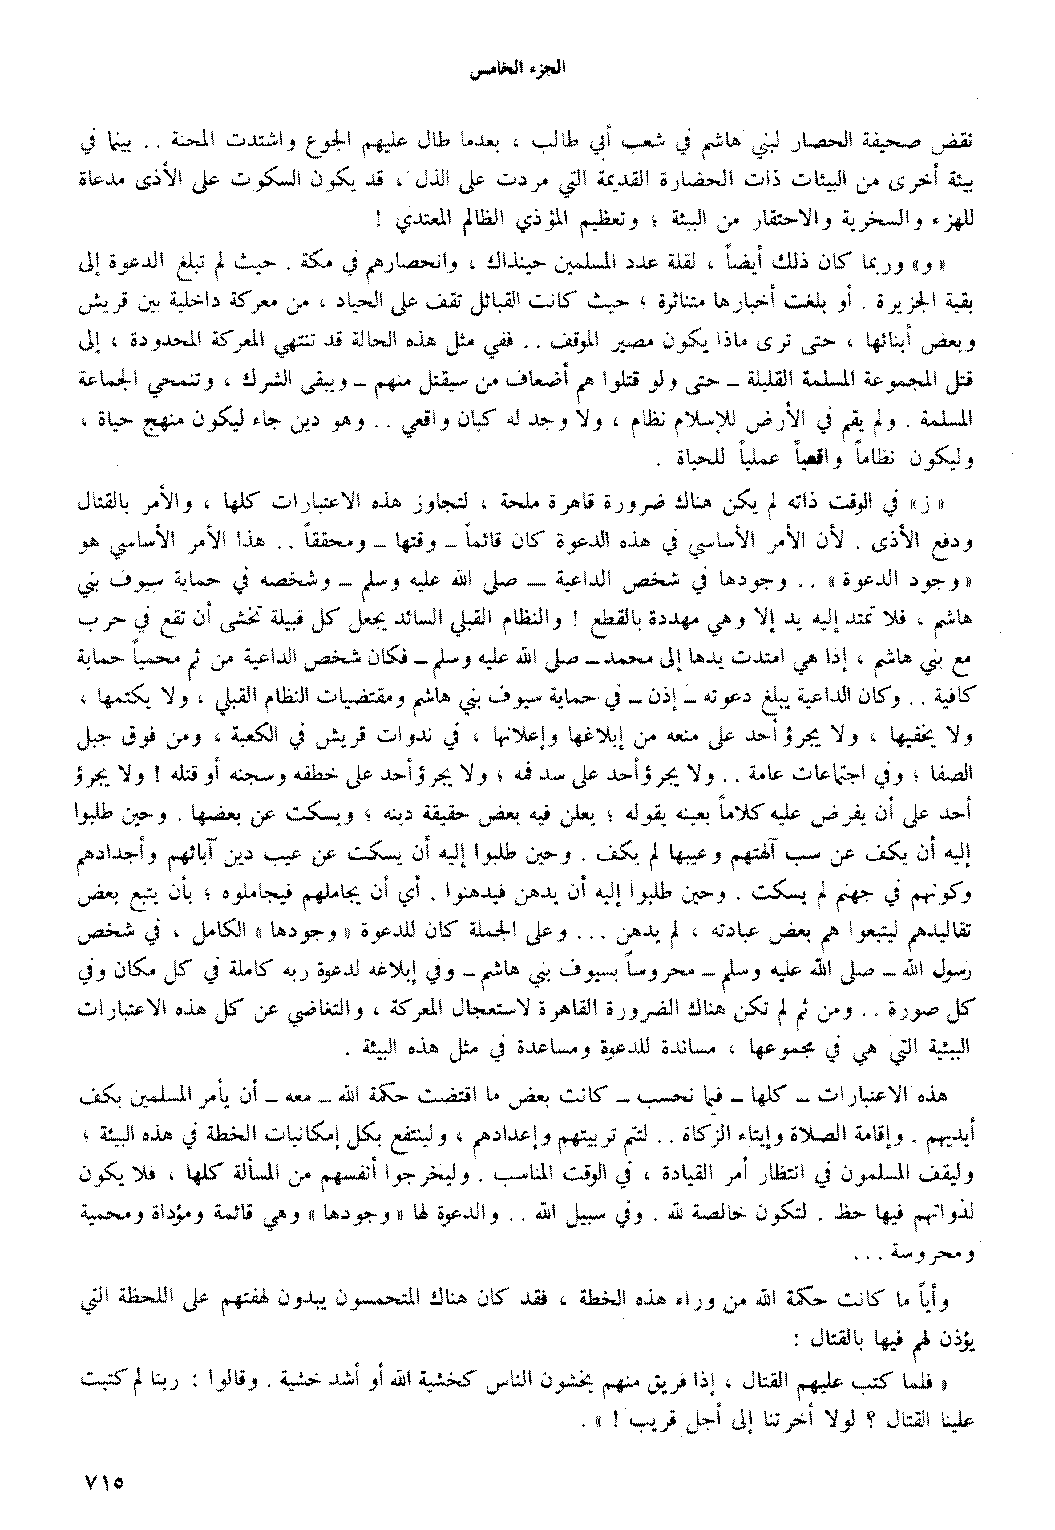 الجزء الخامس
نقض صحيفة الحصار لبني هاشم في شعب أبي طالب ، بعدما طال عليهم الجوع واشتدت المحنة .. بينما في
بيئة أخرى من البيئات ذات الحضارة القديمة التي مردت على الذل ، قد يكون السكوت على الأذى مدعاة
للهزء والسخرية والاحتقار من البيئة ؛ وتعظيم المؤذي الظالم المعتدي !
« و » وربما كان ذلك أيضاً ، لقلة عدد المسلمين حينذاك ، وانحصارهم في مكة . حيث لم تبلغ الدعوة إلى
بقية الجزيرة . أو بلغت أخبارها متناثرة ؛ حيث كانت القبائل تقف على الحياد ، من معركة داخلية بين قريش
وبعض أبنائها ، حتى ترى ماذا يكون مصير الموقف .. ففي مثل هذه الحالة قد تنتهي المعركة المحدودة ، إلى
قتل المجموعة المسلمة القليلة – حتى ولو قتلوا هم أضعاف من سيقتل منهم – ويبقى الشرك ، وتنمحي الجماعة
المسلمة . ولم يقم في الأرض للإسلام نظام ، ولا وجد له كيان واقعي .. وهو دين جاء ليكون منهج حياة ،
وليكون نظاماً واقعياً عملياً للحياة .
« ز » في الوقت ذاته لم يكن هناك ضرورة قاهرة ملحة ، لتجاوز هذه الاعتبارات كلها ، والأمر بالقتال
ودفع الأذى . لأن الأمر الأساسي في هذه الدعوة كان قائماً – وقتها – ومحققاً .. هذا الأمر الأساسي هو
« وجود الدعوة » .. وجودها في شخص الداعية – صلى الله عليه وسلم – وشخصه في حماية سيوف بني
هاشم ، فلا تمتد إليه يد إلا وهي مهددة بالقطع ! والنظام القبلي السائد يجعل كل قبيلة تخشى أن تقع في حرب
مع بني هاشم ، إذا هي امتدت يدها إلى محمد – صلى الله عليه وسلم – فكان شخص الداعية من ثم محمياً حماية
كافية .. وكان الداعية يبلغ دعوته – إذن – في حماية سيوف بني هاشم ومقتضيات النظام القبلي ، ولا يكتمها ،
ولا يخفيها ، ولا يجرؤ أحد على منعه من إبلاغها وإعلانها ، في ندوات قريش في الكعبة ، ومن فوق جبل
الصفا ؛ وفي اجتماعات عامة .. ولا يجرؤ أحد على سد فمه ؛ ولا يجرؤ أحد على خطفه وسجنه أو قتله ! ولا يجرؤ
أحد على أن يفرض عليه كلاماً بعينه يقوله ؛ يعلن فيه بعض حقيقة دينه ؛ ويسكت عن بعضها . وحين طلبوا
إليه أن يكف عن سب آلهتهم وعيبها لم يكف . وحين طلبوا إليه أن يسكت عن عيب دين آبائهم وأجدادهم
وكونهم في جهنم لم يسكت . وحين طلبوا إليه أن يدهن فيدهنوا . أي أن يجاملهم فيجاملوه ؛ بأن يتبع بعض
تقاليدهم ليتبعوا هم بعض عبادته ، لم يدهن ... وعلى الجملة كان للدعوة « وجودها » الكامل ، في شخص
رسول الله – صلى الله عليه وسلم – محروساً بسيوف بني هاشم – وفي إبلاغه لدعوة ربه كاملة في كل مكان وفي
كل صورة .. ومن ثم لم تكن هناك الضرورة القاهرة لاستعجال المعركة ، والتغاضي عن كل هذه الاعتبارات
البيئية التي هي في مجموعها ، مساندة للدعوة ومساعدة في مثل هذه البيئة .
هذه الاعتبارات – كلها – فيما نحسب – كانت بعض ما اقتضت حكمة الله – معه – أن يأمر المسلمين بكف
أيديهم . وإقامة الصلاة وإيتاء الزكاة .. لتتم تربيتهم وإعدادهم ، ولينتفع بكل إمكانيات الخطة في هذه البيئة ؛
وليقف المسلمون في انتظار أمر القيادة ، في الوقت المناسب . وليخرجوا أنفسهم من المسألة كلها ، فلا يكون
لذواتهم فيها حظ . لتكون خالصة لله . وفي سبيل الله .. والدعوة لها « وجودها » وهي قائمة ومؤداة ومحمية
ومحروسة ...
وأياً ما كانت حكمة الله من وراء هذه الخطة ، فقد كان هناك المتحمسون يبدون لهفتهم على اللحظة التي
يؤذن لهم فيها بالقتال :
« فلما كتب عليهم القتال ، إذا فريق منهم يخشون الناس كخشية الله أو أشد خشية . وقالوا : ربنا لم كتبت
علينا القتال ؟ لولا أخرتنا إلى أجل قريب ! » .
٧١٥